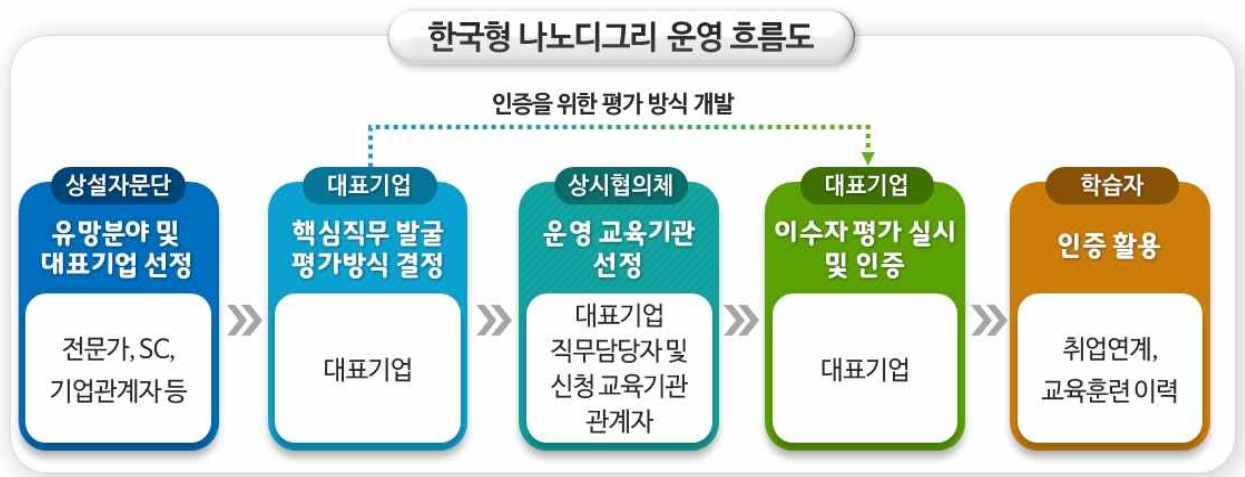 한국형 나노디그리 운영 흐름도
인증을 위한 평가 방식 개발
상설자문단
유망분야 및
대표기업 선정
전문가, SC,
기업관계자 등
대표기업
핵심직무 발굴
평가방식 결정
대표기업
상시협의체
운영 교육기관
선정
대표기업
직무담당자 및
신청 교육기관
관계자
대표기업
이수자 평가 실시
및 인증
대표기업
학습자
인증 활용
취업연계,
교육훈련 이력